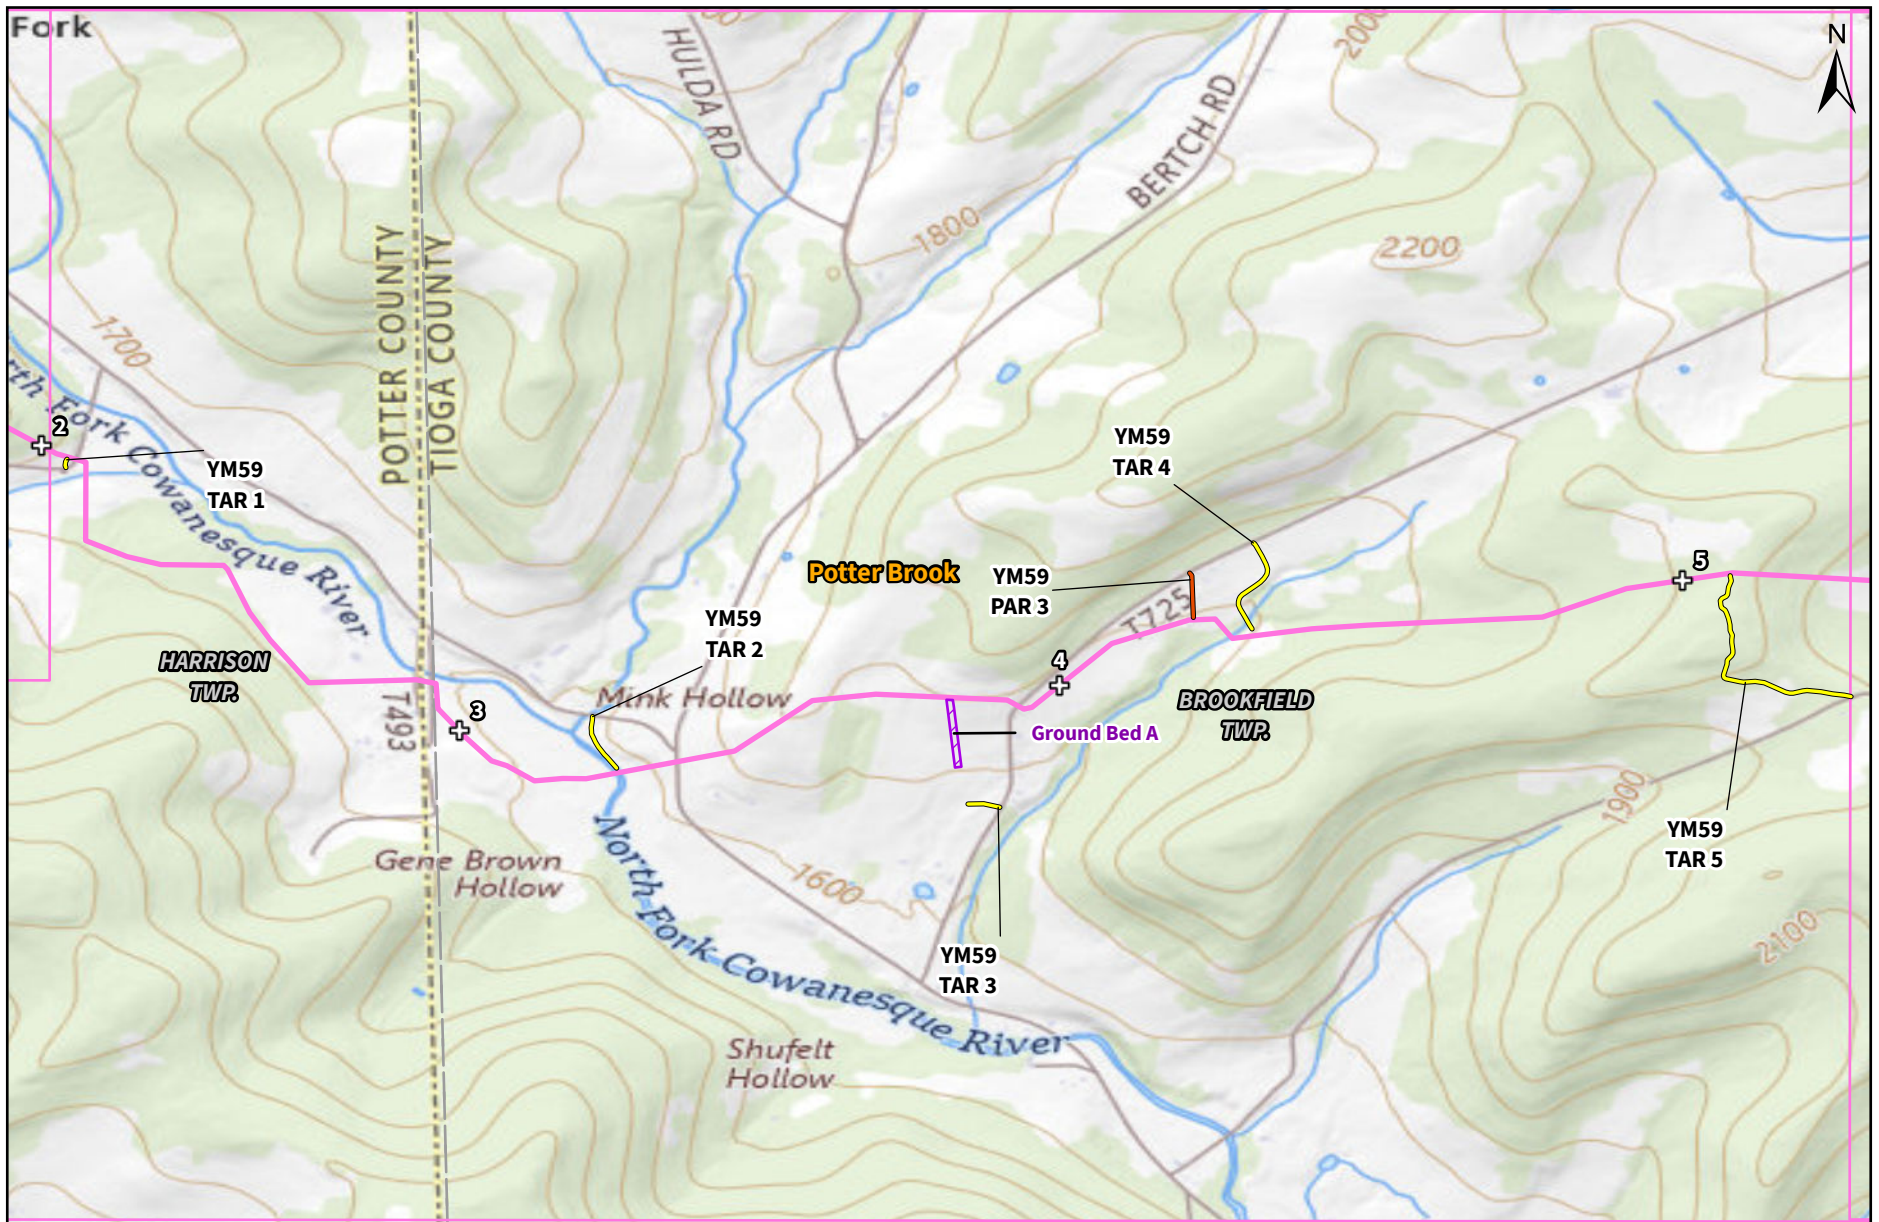 Fork
N
HULDA RD
BERTCH RD
2000
1800
2200
POTTER COUNTY
TIOGA COUNTY
1700
2
rth Fork Cowanesque River
YM59
TAR 1
YM59
TAR 4
Potter Brook
YM59
PAR 3
T725
5
YM59
TAR 2
HARRISON
TWP.
4
Mink Hollow
BROOKFIELD
TWP.
T493
3
Ground Bed A
1900
YM59
TAR 5
Gene Brown
Hollow
1600
North Fork Cowanesque River
YM59
TAR 3
2100
Shufelt
Hollow